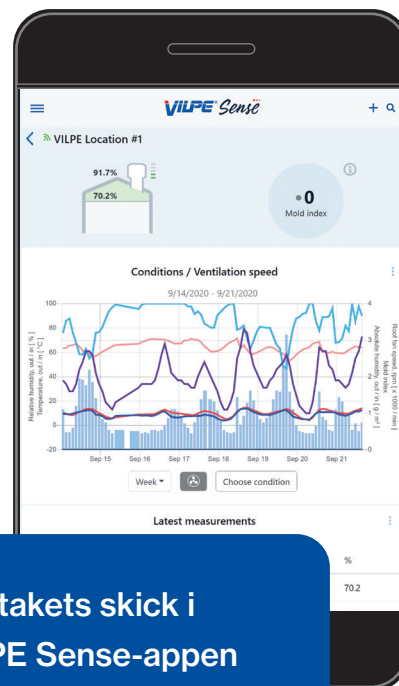 VILPE Sense
VILPE Location #1
91.7%
70.2%
0
Mold index
Conditions / Ventilation speed
9/14/2020 - 9/21/2020
Relative humidity, out / in [ % ]
Temperature, out / in [ °C ]
100
80
60
40
20
0
-20
4
3
2
1
0
Roof fan speed, rpm [ x 1000 / min ]
Mold index
Absolute humidity, out / in [ g / m³ ]
Sep 15 Sep 16 Sep 17 Sep 18 Sep 19 Sep 20 Sep 21
Week
Choose condition
Latest measurements
%
70.2
takets skick i
PE Sense-appen